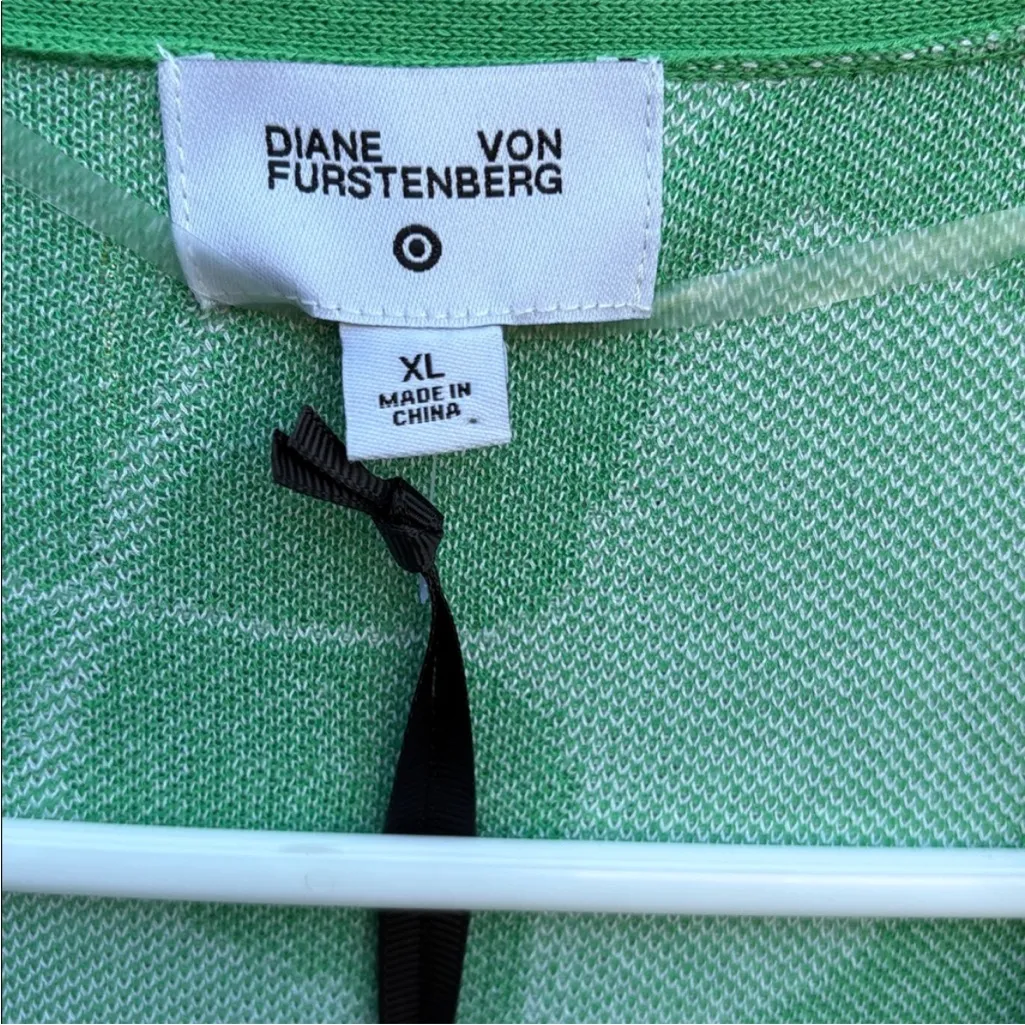 DIANE VON
FURSTENBERG
XL
MADE IN
CHINA